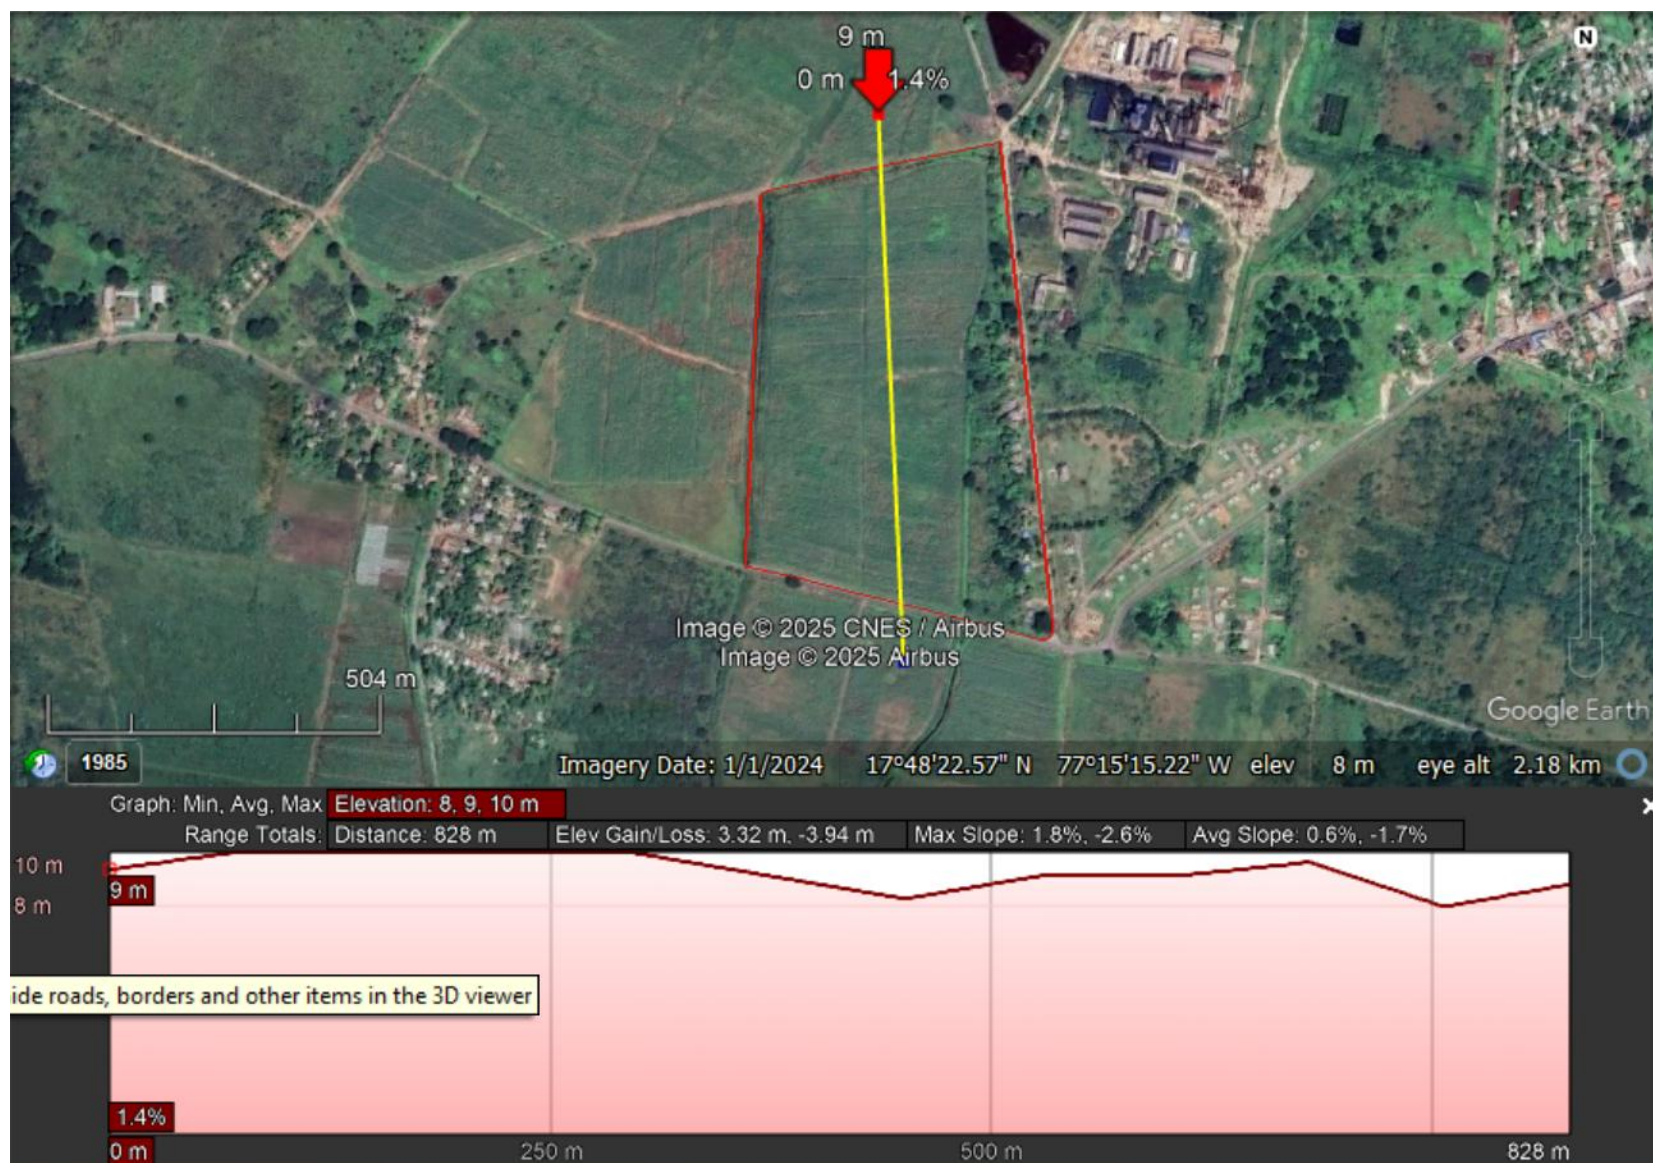 9 m
0 m 1.4%
N
Image © 2025 CNES / Airbus
Image © 2025 Airbus
504 m
Google Earth
1985
Imagery Date: 1/1/2024 17°48'22.57" N 77°15'15.22" W elev 8 m eye alt 2.18 km
Graph: Min, Avg, Max Elevation: 8, 9, 10 m
Range Totals: Distance: 828 m Elev Gain/Loss: 3.32 m, -3.94 m Max Slope: 1.8%, -2.6% Avg Slope: 0.6%, -1.7%
10 m
9 m
8 m
ide roads, borders and other items in the 3D viewer
1.4%
0 m 250 m 500 m 828 m